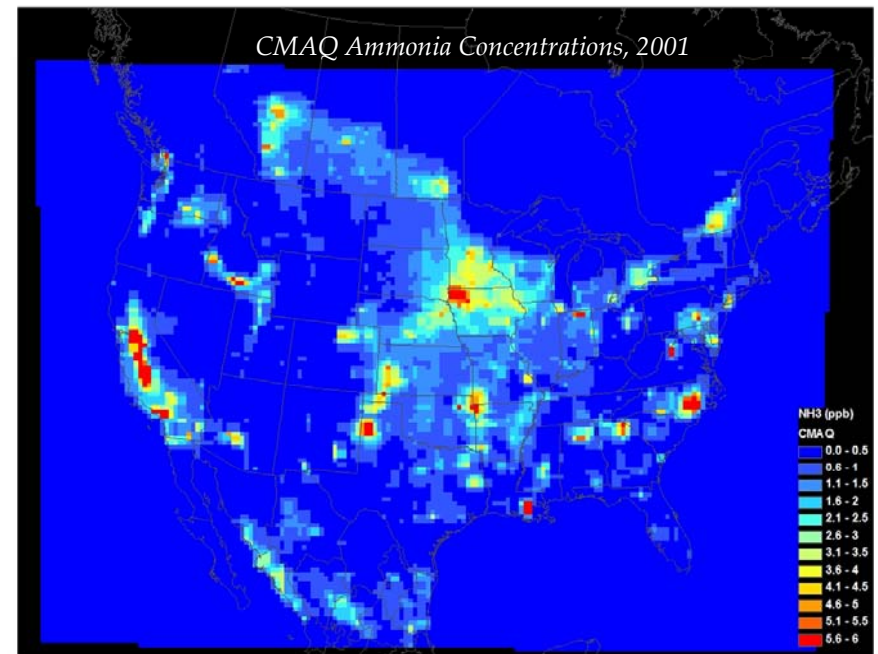 CMAQ Ammonia Concentrations, 2001
NH3 (ppb)
CMAQ
0.0 - 0.5
0.6 - 1
1.1 - 1.5
1.6 - 2
2.1 - 2.5
2.6 - 3
3.1 - 3.5
3.6 - 4
4.1 - 4.5
4.6 - 5
5.1 - 5.5
5.6 - 6